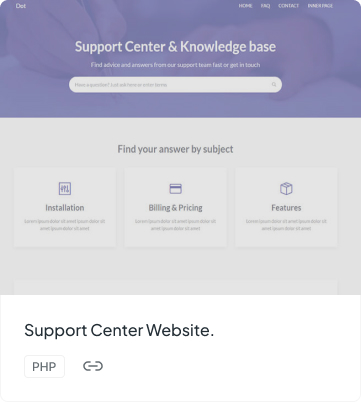 HOME FAQ CONTACT INNER PAGE
Support Center & Knowledge base
Find advice and answers from our support team fast or get in touch
Have a question? Just ask here or enter terms
Find your answer by subject
Installation
Lorem ipsum dolor sit amet ipsum dolor sit
amet ipsum dolor sit amet
Billing & Pricing
Lorem ipsum dolor sit amet ipsum dolor sit
amet ipsum dolor sit amet
Features
Lorem ipsum dolor sit amet ipsum dolor sit
amet ipsum dolor sit amet
Support Center Website.
PHP